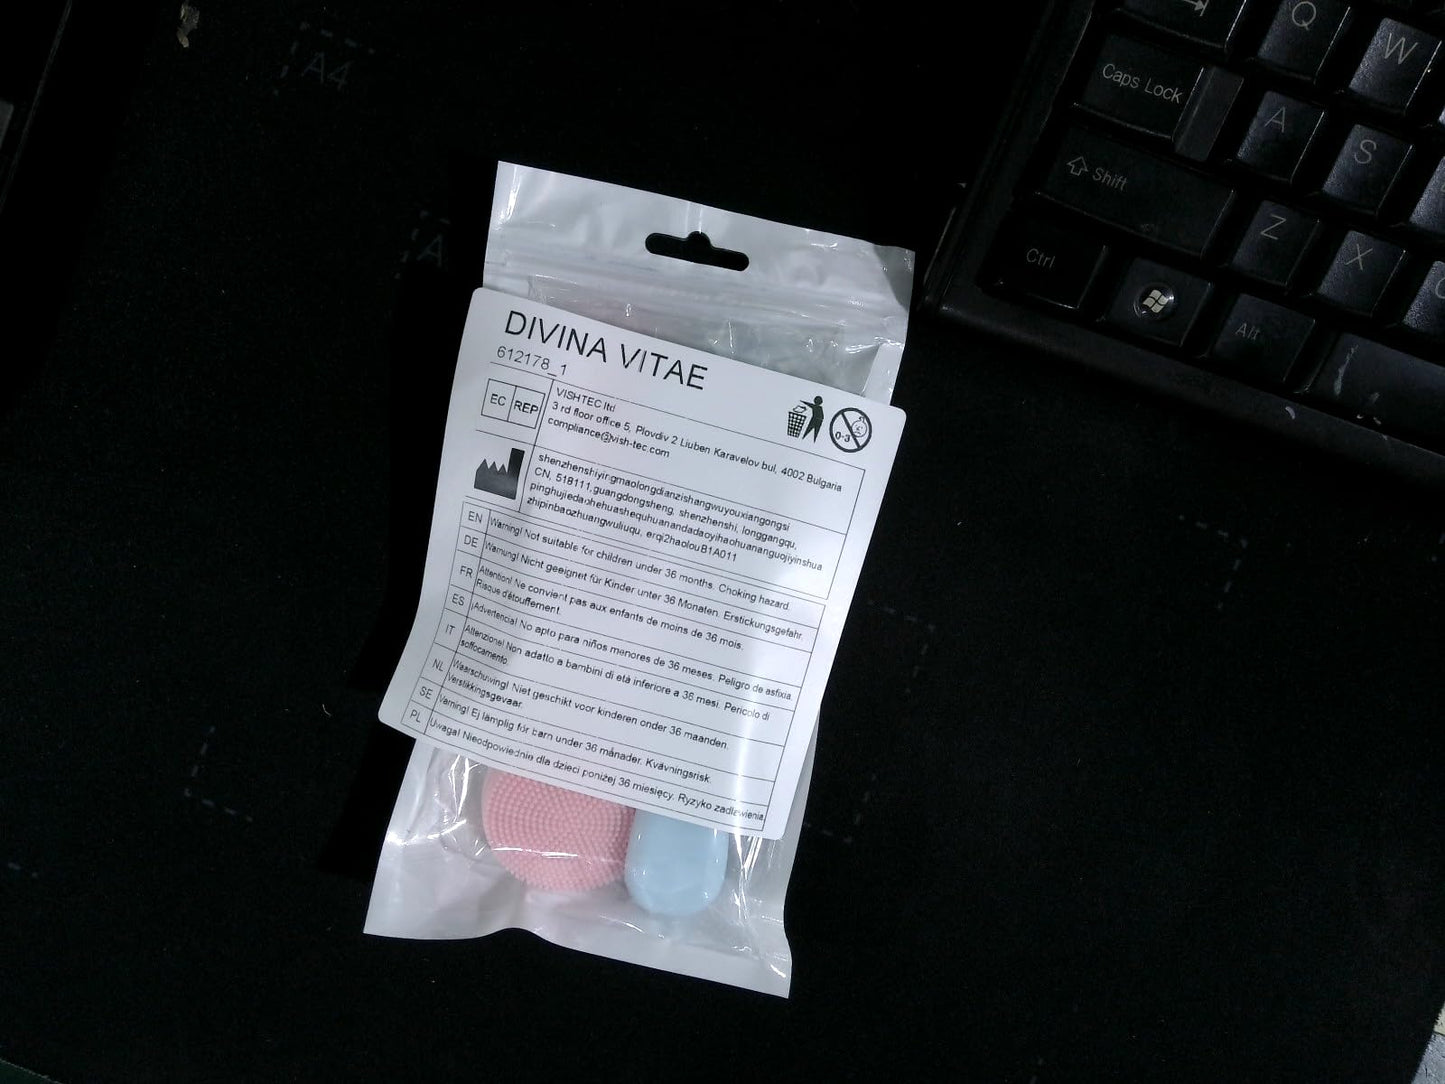 A4
A
Q
W
Caps Lock
A
S
Shift
Z
X
Ctrl
Alt
DIVINA VITAE
612178_1
EC REP
VISHTEC ltd
3 rd floor office 5, Plovdiv 2 Liuben Karavelov bul, 4002 Bulgaria
compliance@vish-tec.com
0-3
shenzhenshiyingmaolongdianzishangwuyouxiangongsi
CN, 518111,guangdongsheng, shenzhenshi, longgangqu,
pinghujiedaohehuashequhuanandadaoyihaohuananguojiyinshua
zhipinbaozhuangwuliuqu, erqi2haolouB1A011
EN Warning! Not suitable for children under 36 months. Choking hazard.
DE Warnung! Nicht geeignet für Kinder unter 36 Monaten. Erstickungsgefahr.
FR Attention! Ne convient pas aux enfants de moins de 36 mois.
Risque d'étouffement.
ES ¡Advertencia! No apto para niños menores de 36 meses. Peligro de asfixia.
IT Attenzione! Non adatto a bambini di età inferiore a 36 mesi. Pericolo di
soffocamento.
NL Waarschuwing! Niet geschikt voor kinderen onder 36 maanden.
Verstikkingsgevaar.
SE Varning! Ej lämplig för barn under 36 månader. Kvävningsrisk.
PL Uwaga! Nieodpowiednie dla dzieci poniżej 36 miesięcy. Ryzyko zadławienia